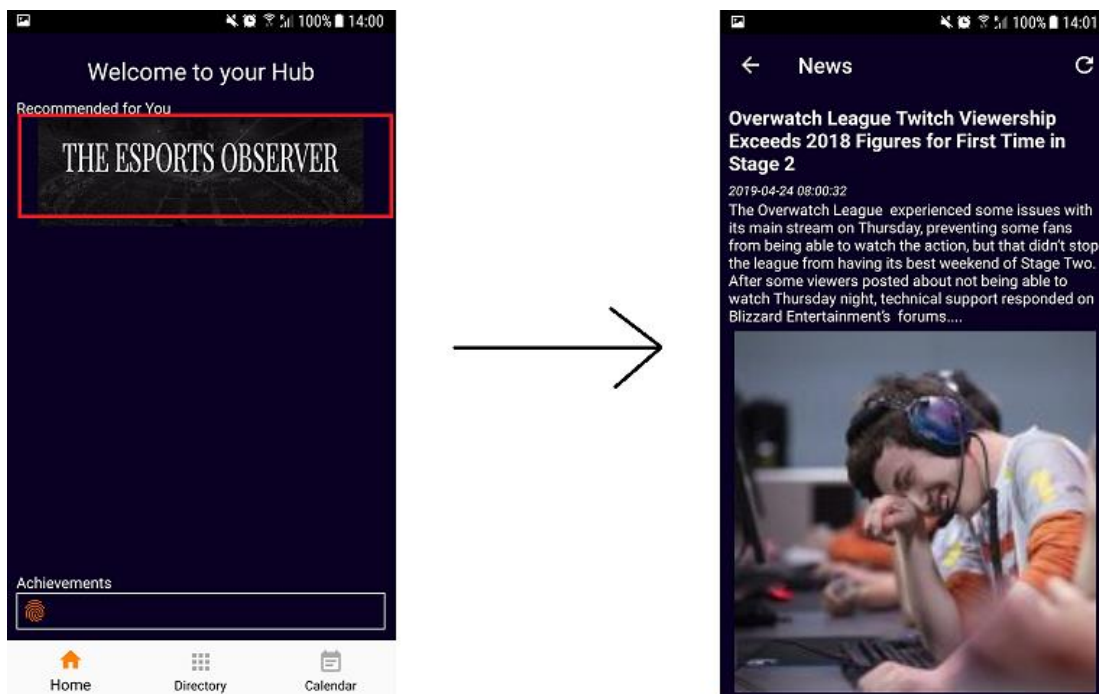 100% 14:00
Welcome to your Hub
Recommended for You
THE ESPORTS OBSERVER
Achievements
Home
Directory
Calendar
100% 14:01
News
Overwatch League Twitch Viewership
Exceeds 2018 Figures for First Time in
Stage 2
2019-04-24 08:00:32
The Overwatch League experienced some issues with
its main stream on Thursday, preventing some fans
from being able to watch the action, but that didn't stop
the league from having its best weekend of Stage Two.
After some viewers posted about not being able to
watch Thursday night, technical support responded on
Blizzard Entertainment's forums....